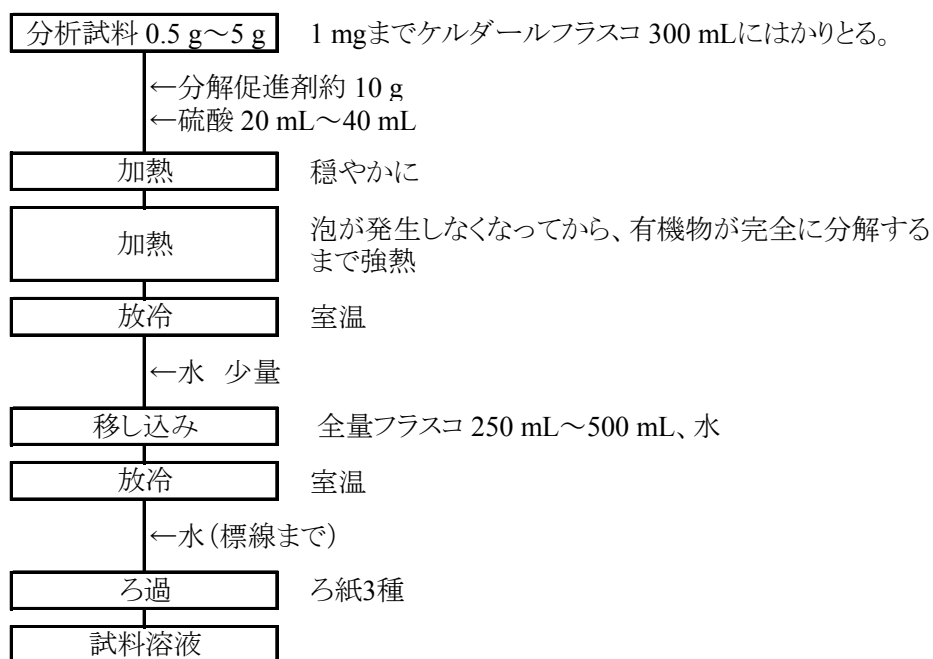 分析試料 0.5 g～5 g 1 mgまでケルダールフラスコ 300 mLにはかりとる。
←分解促進剤約 10 g
←硫酸 20 mL～40 mL
加熱 穏やかに
加熱 泡が発生しなくなってから、有機物が完全に分解する
まで強熱
放冷 室温
←水 少量
移し込み 全量フラスコ 250 mL～500 mL、水
放冷 室温
←水（標線まで）
ろ過 ろ紙3種
試料溶液